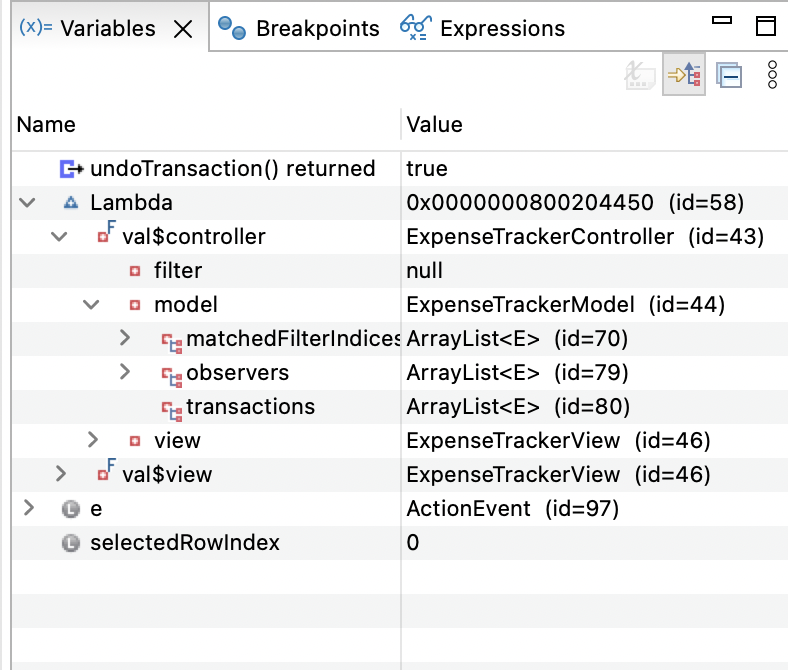 (x)= Variables Breakpoints Expressions
Name Value
undoTransaction() returned true
Lambda 0x0000000800204450 (id=58)
val$controller ExpenseTrackerController (id=43)
filter null
model ExpenseTrackerModel (id=44)
matchedFilterIndices ArrayList<E> (id=70)
observers ArrayList<E> (id=79)
transactions ArrayList<E> (id=80)
view ExpenseTrackerView (id=46)
val$view ExpenseTrackerView (id=46)
e ActionEvent (id=97)
selectedRowIndex 0